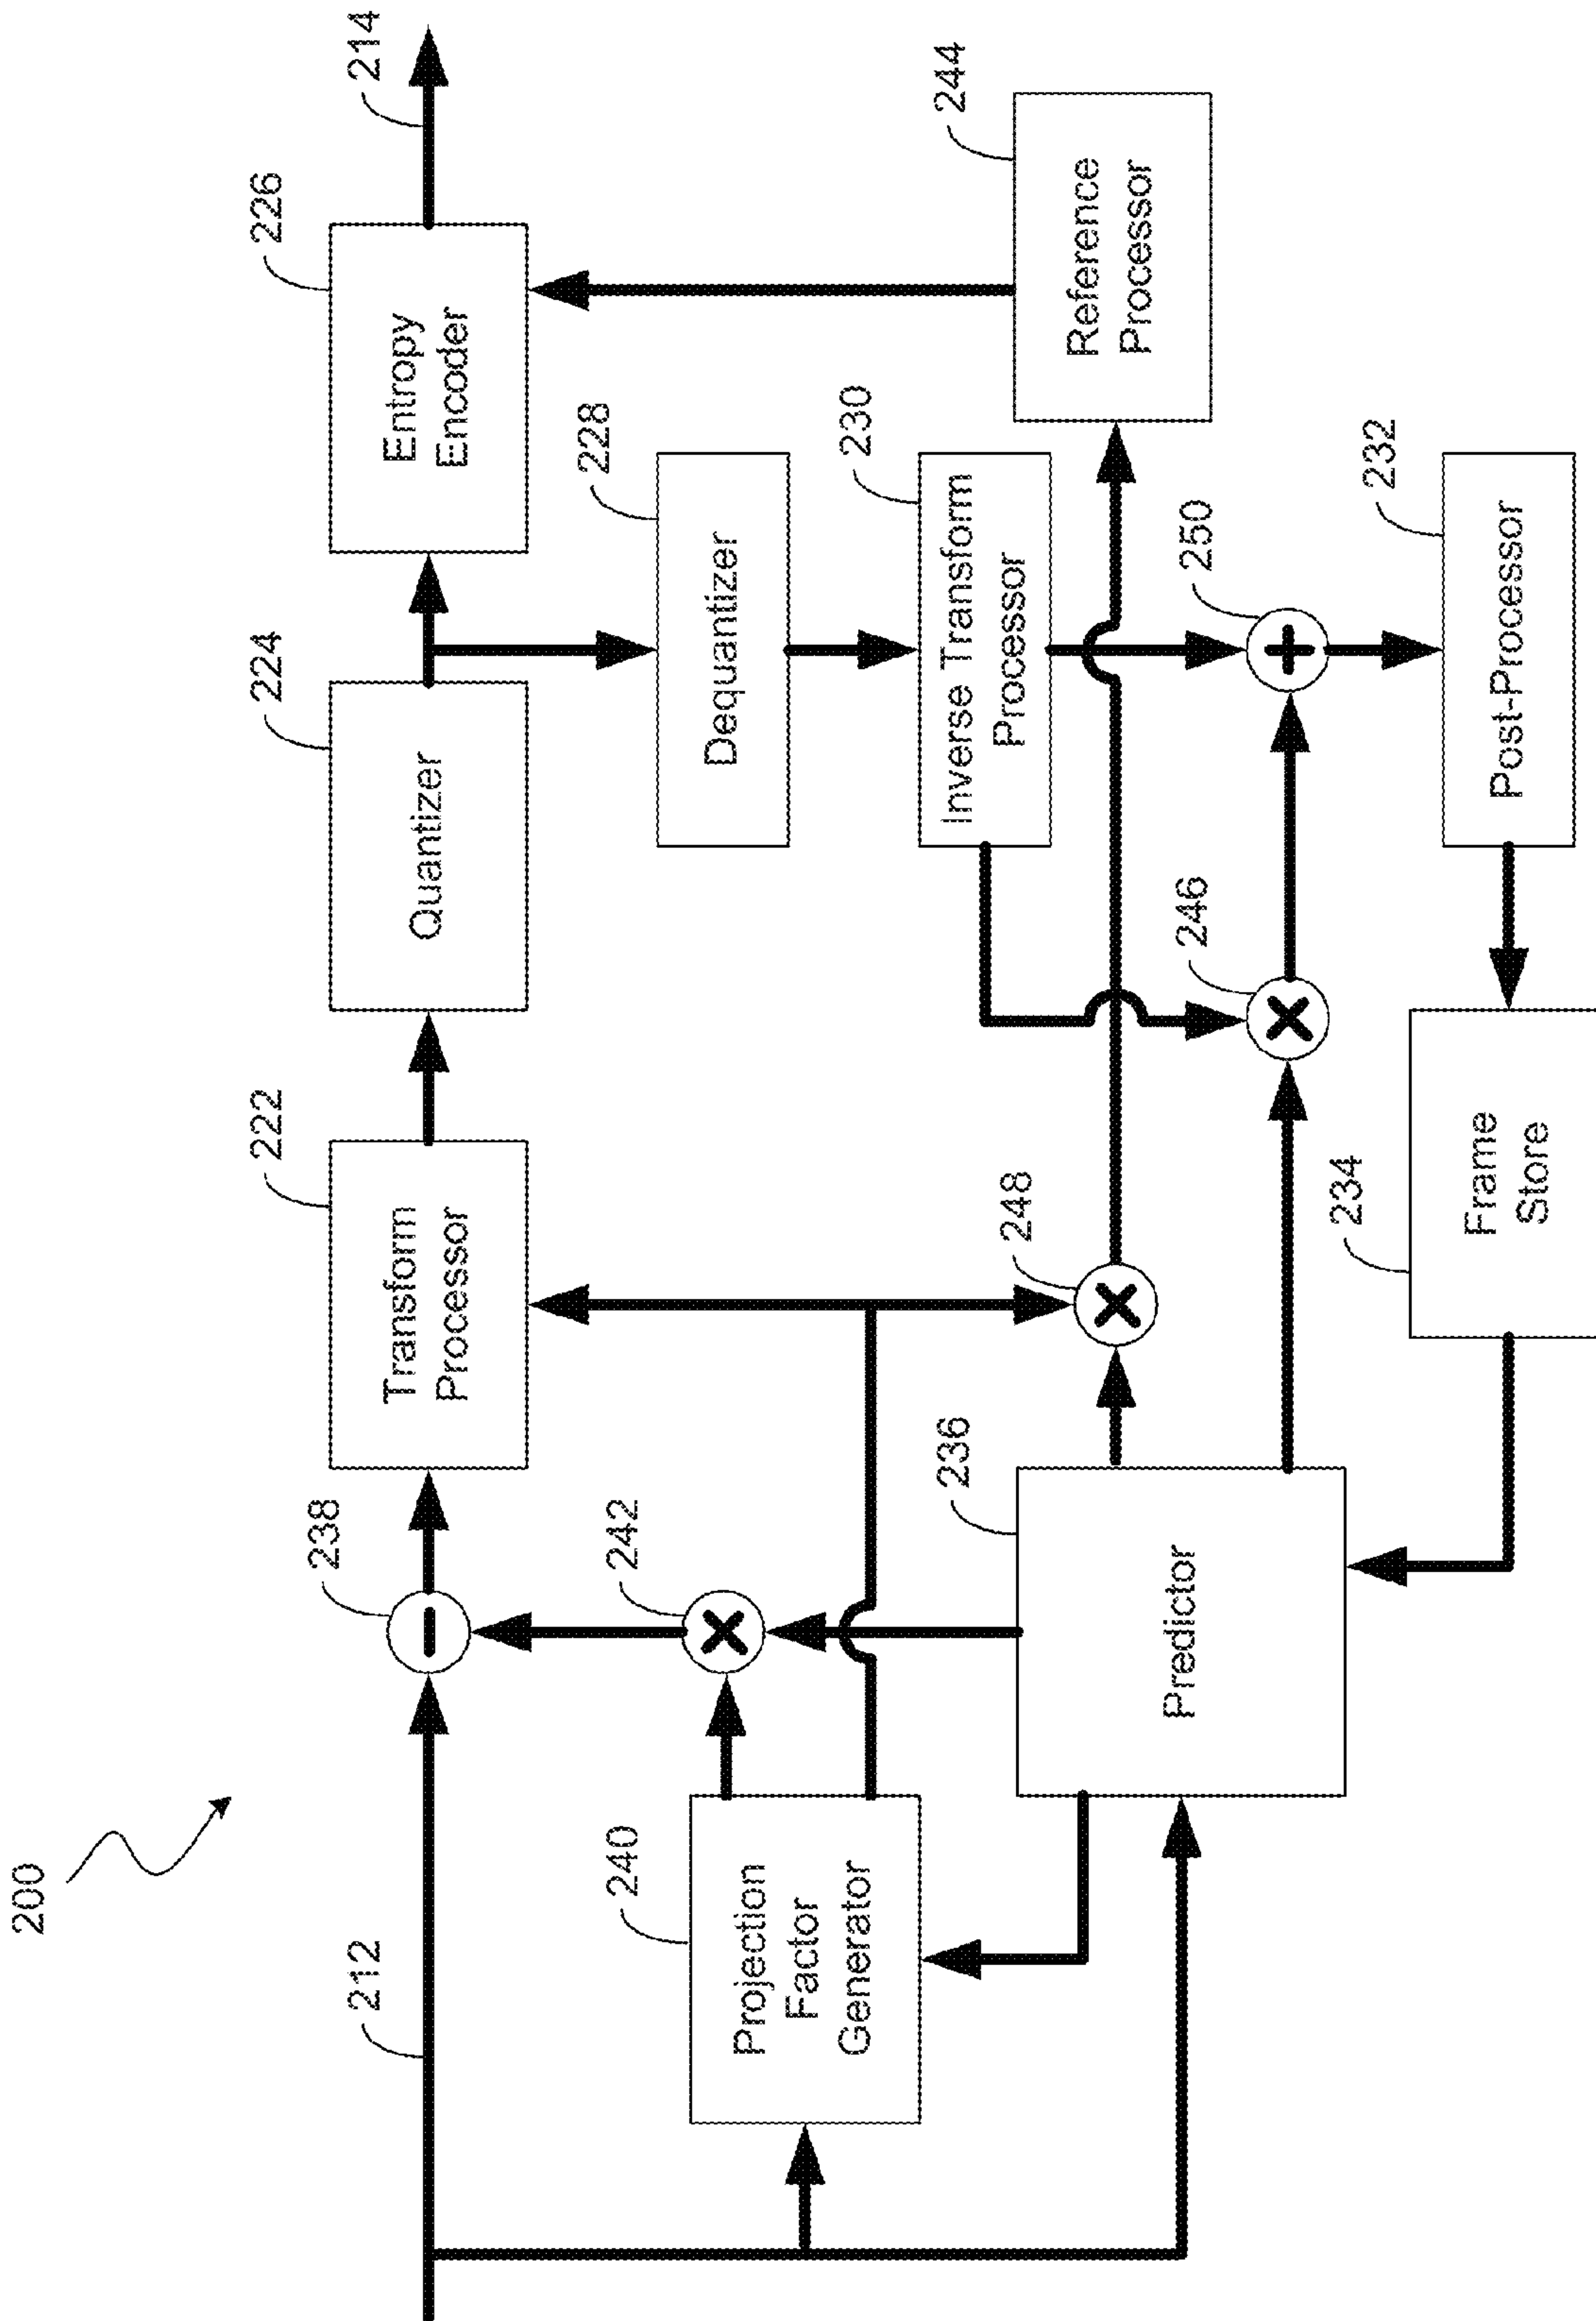 200
212
214
238
222
Transform
Processor
224
Quantizer
226
Entropy
Encoder
240
Projection
Factor
Generator
242
228
Dequantizer
236
Predictor
248
230
Inverse Transform
Processor
244
Reference
Processor
246
250
234
Frame
Store
232
Post-Processor